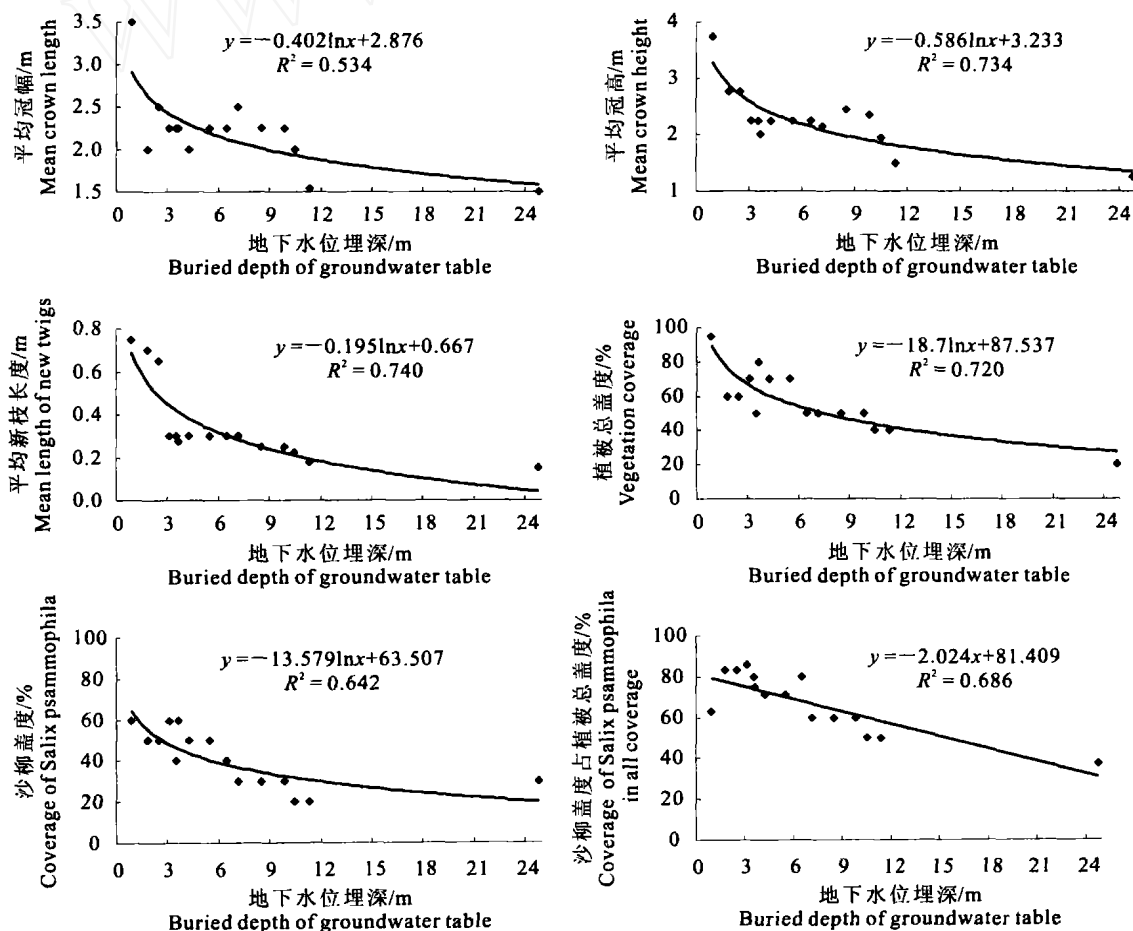 3.5
3.0
2.5
2.0
1.5
y=−0.402lnx+2.876
R² = 0.534
平均冠幅/m
Mean crown length
0 3 6 9 12 15 18 21 24
地下水位埋深/m
Buried depth of groundwater table
4
3
2
1
y=−0.586lnx+3.233
R² = 0.734
平均冠高/m
Mean crown height
0 3 6 9 12 15 18 21 24
地下水位埋深/m
Buried depth of groundwater table
0.8
0.6
0.4
0.2
0.0
y=−0.195lnx+0.667
R² = 0.740
平均新枝长度/m
Mean length of new twigs
0 3 6 9 12 15 18 21 24
地下水位埋深/m
Buried depth of groundwater table
100
80
60
40
20
0
y=−18.7lnx+87.537
R² = 0.720
植被总盖度/%
Vegetation coverage
0 3 6 9 12 15 18 21 24
地下水位埋深/m
Buried depth of groundwater table
100
80
60
40
20
0
y=−13.579lnx+63.507
R² = 0.642
沙柳盖度/%
Coverage of Salix psammophila
0 3 6 9 12 15 18 21 24
地下水位埋深/m
Buried depth of groundwater table
100
80
60
40
20
0
y=−2.024x+81.409
R² = 0.686
沙柳盖度占植被总盖度/%
Coverage of Salix psammophila
in all coverage
0 3 6 9 12 15 18 21 24
地下水位埋深/m
Buried depth of groundwater table